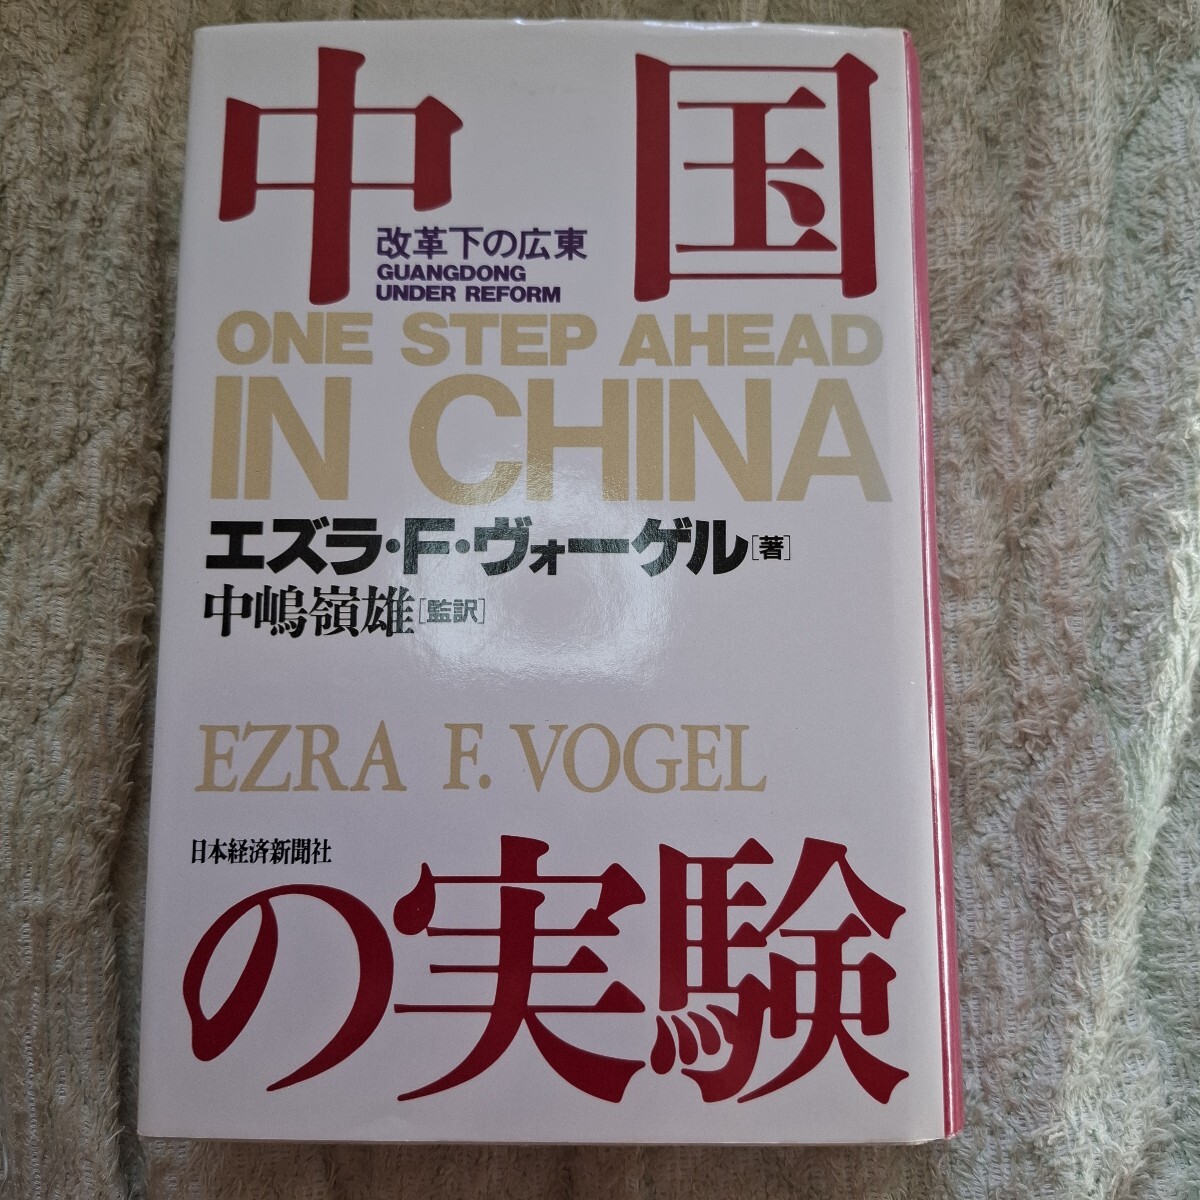 中国
改革下の広東
GUANGDONG
UNDER REFORM
ONE STEP AHEAD
IN CHINA
エズラ・F・ヴォーゲル[著]
中嶋嶺雄[監訳]
EZRA F. VOGEL
日本経済新聞社
の実験